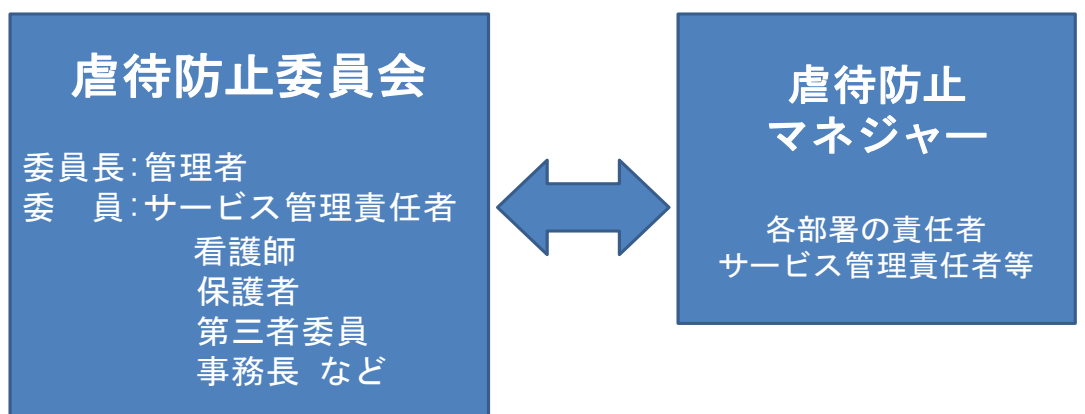 虐待防止委員会
委員長：管理者
委　員：サービス管理責任者
看護師
保護者
第三者委員
事務長 など
虐待防止
マネジャー
各部署の責任者
サービス管理責任者等